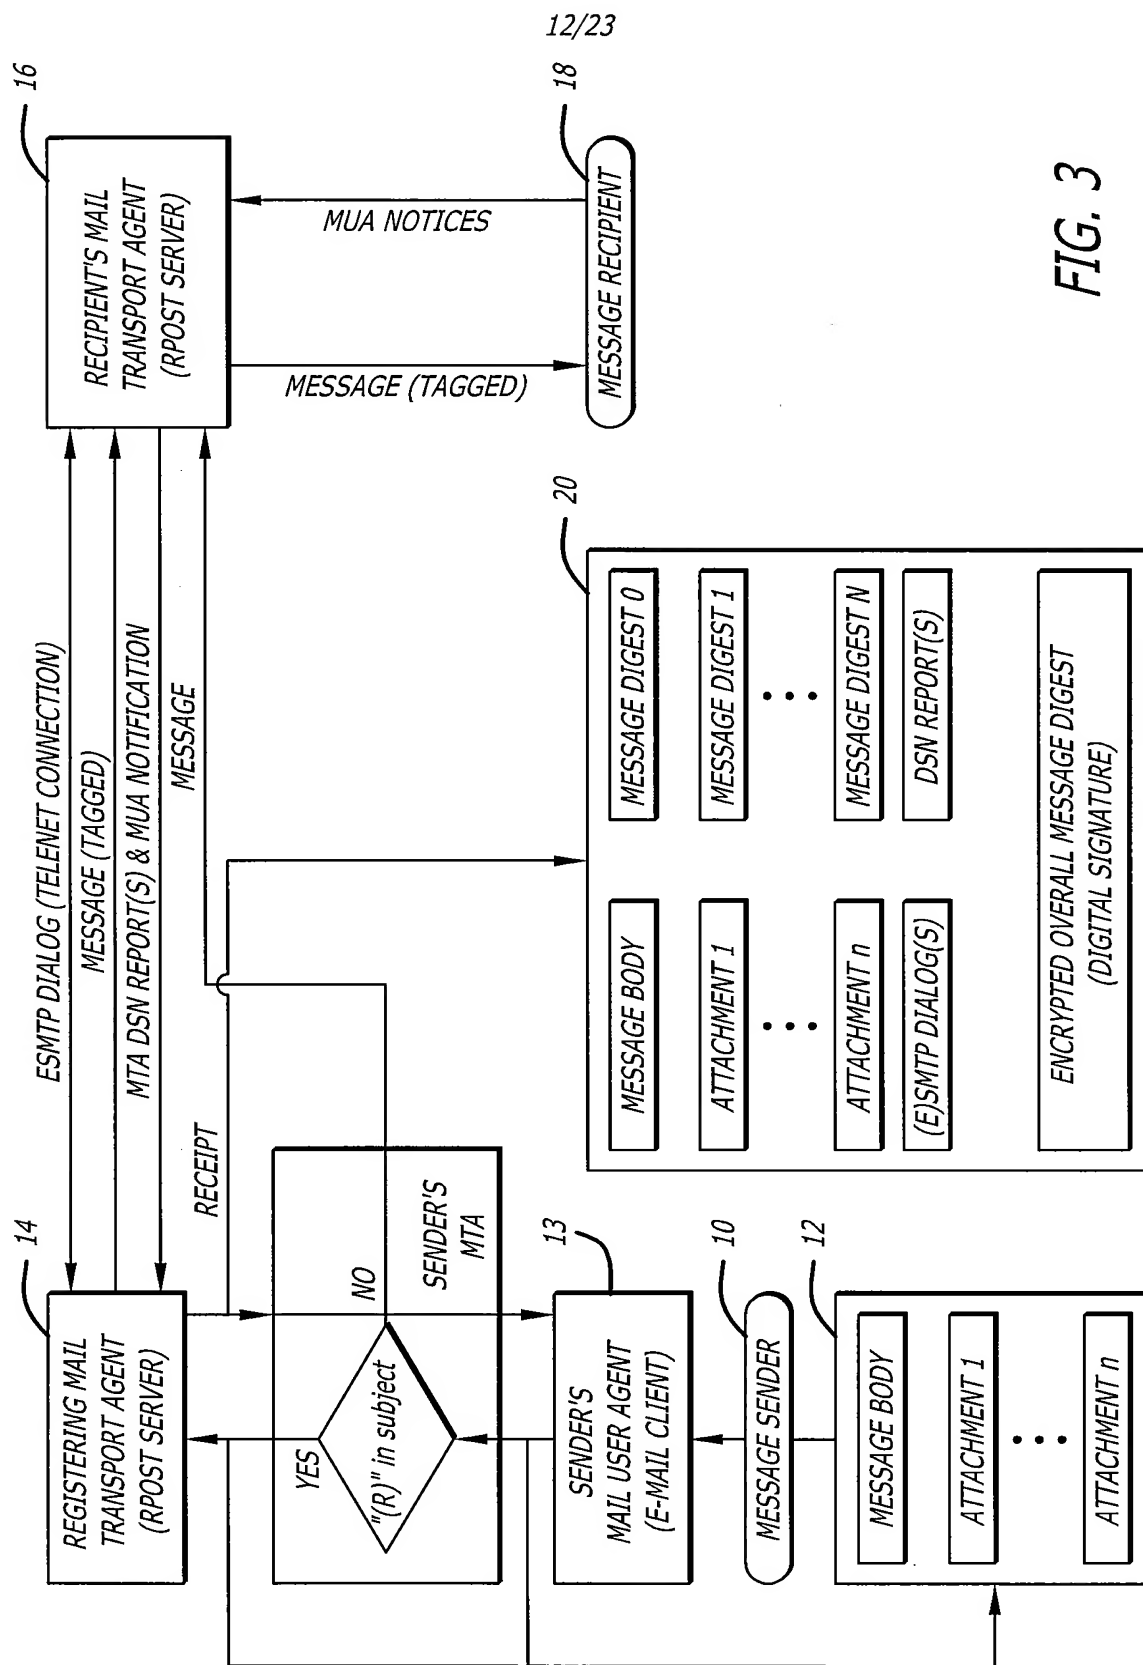 12/23
14
REGISTERING MAIL
TRANSPORT AGENT
(RPOST SERVER)
ESMTP DIALOG (TELENET CONNECTION)
MESSAGE (TAGGED)
MTA DSN REPORT(S) & MUA NOTIFICATION
MESSAGE
16
RECIPIENT'S MAIL
TRANSPORT AGENT
(RPOST SERVER)
RECEIPT
YES
"(R)" in subject
NO
SENDER'S
MTA
MUA NOTICES
MESSAGE (TAGGED)
18
MESSAGE RECIPIENT
13
SENDER'S
MAIL USER AGENT
(E-MAIL CLIENT)
10
MESSAGE SENDER
12
MESSAGE BODY
ATTACHMENT 1
ATTACHMENT n
20
MESSAGE BODY
MESSAGE DIGEST 0
ATTACHMENT 1
MESSAGE DIGEST 1
ATTACHMENT n
MESSAGE DIGEST N
(E)SMTP DIALOG(S)
DSN REPORT(S)
ENCRYPTED OVERALL MESSAGE DIGEST
(DIGITAL SIGNATURE)
FIG. 3